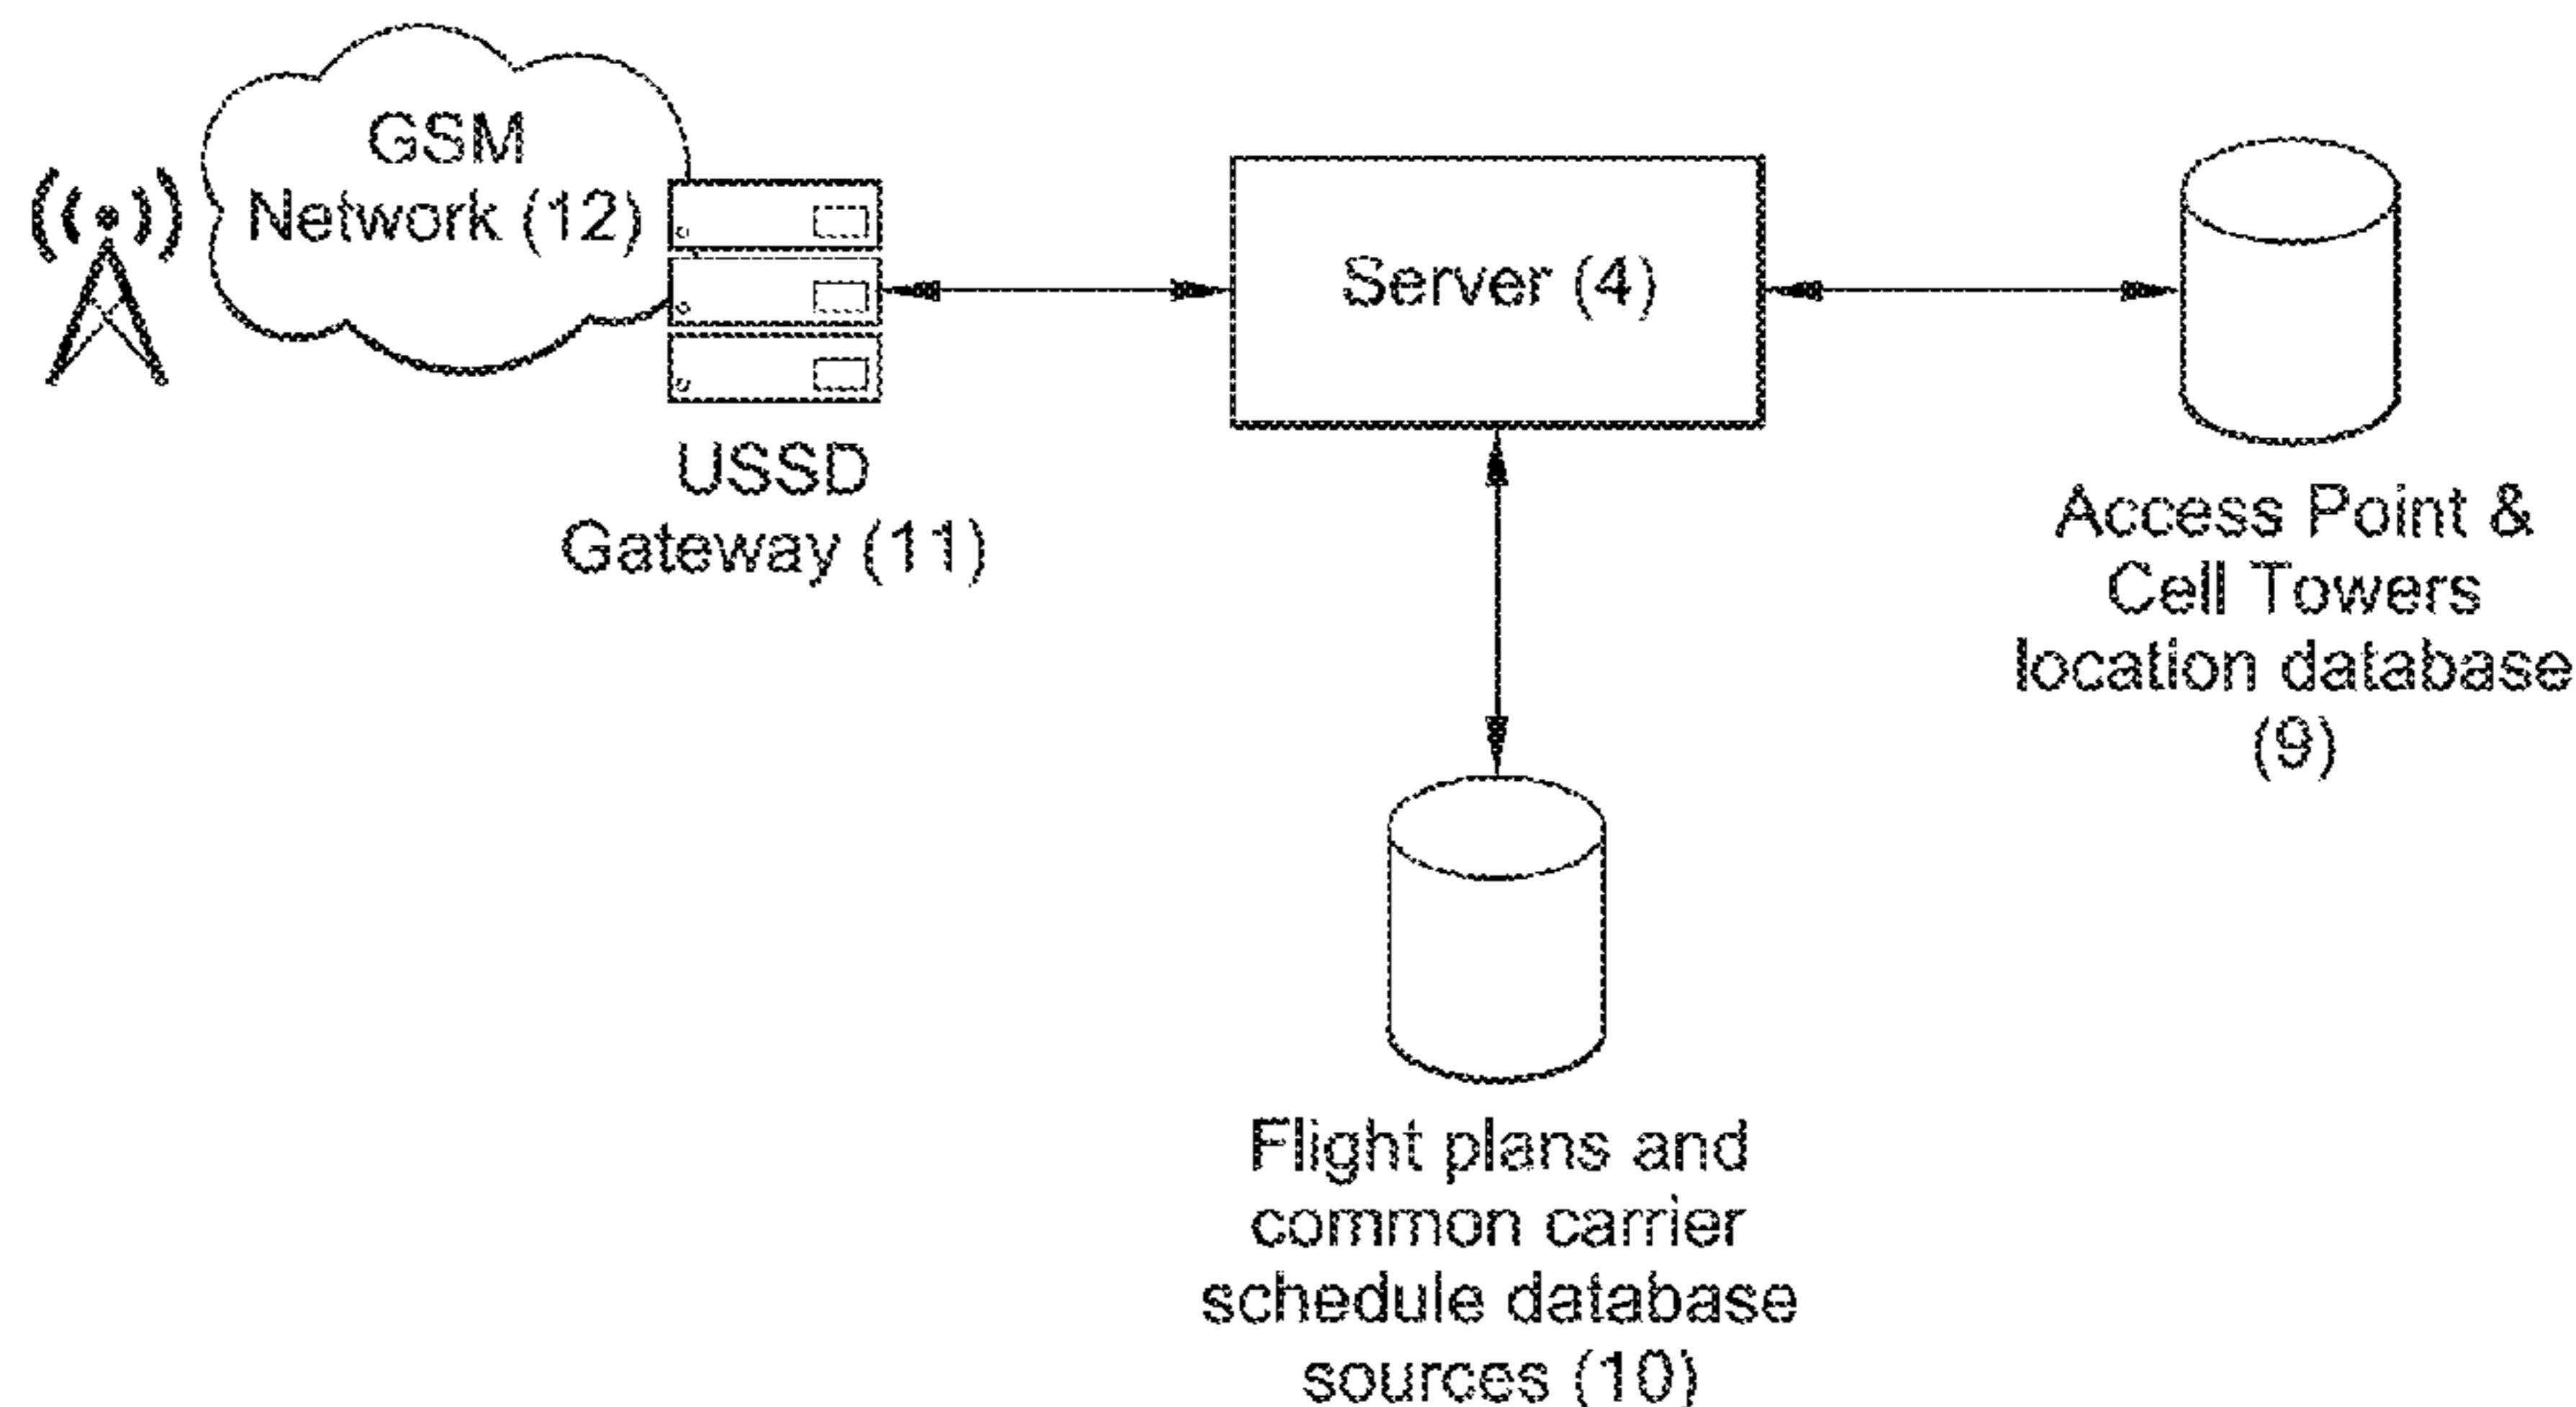 GSM
Network (12)
USSD
Gateway (11)
Server (4)
Access Point &
Cell Towers
location database
(9)
Flight plans and
common carrier
schedule database
sources (10)